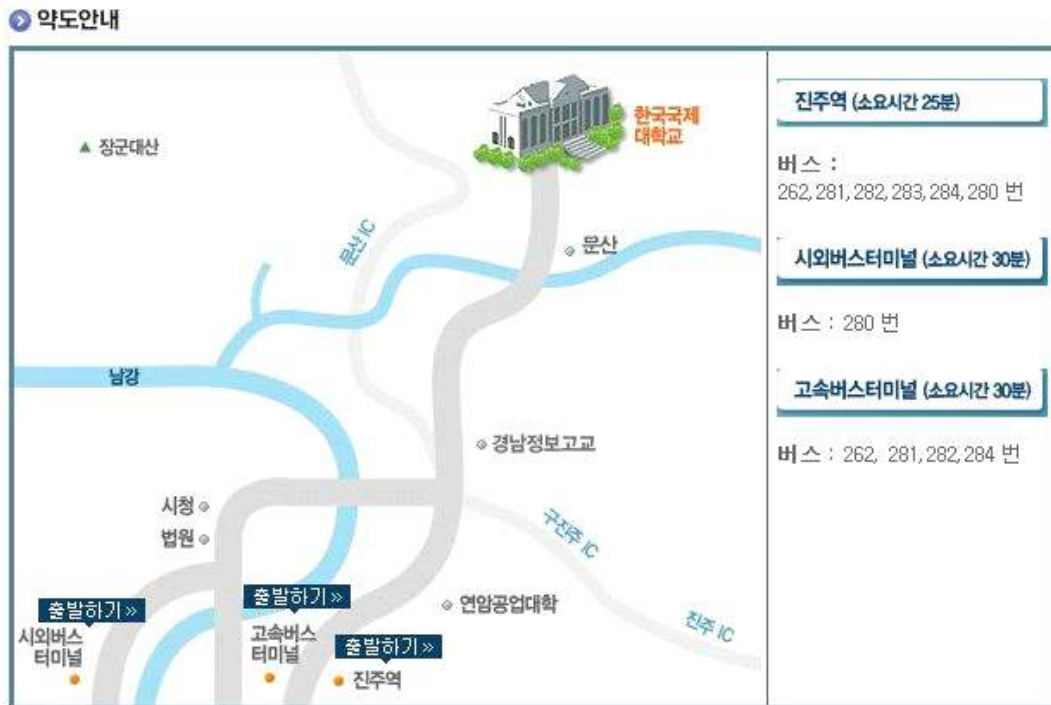 약도안내
한국국제
대학교
▲ 장군대산
문산 IC
문산
남강
경남정보고교
시청
법원
구진주 IC
연암공업대학
진주 IC
출발하기 »
시외버스
터미널
출발하기 »
고속버스
터미널
출발하기 »
진주역
진주역 (소요시간 25분)
버스 :
262,281,282,283,284,280 번
시외버스터미널 (소요시간 30분)
버스 : 280 번
고속버스터미널 (소요시간 30분)
버스 : 262, 281,282,284 번